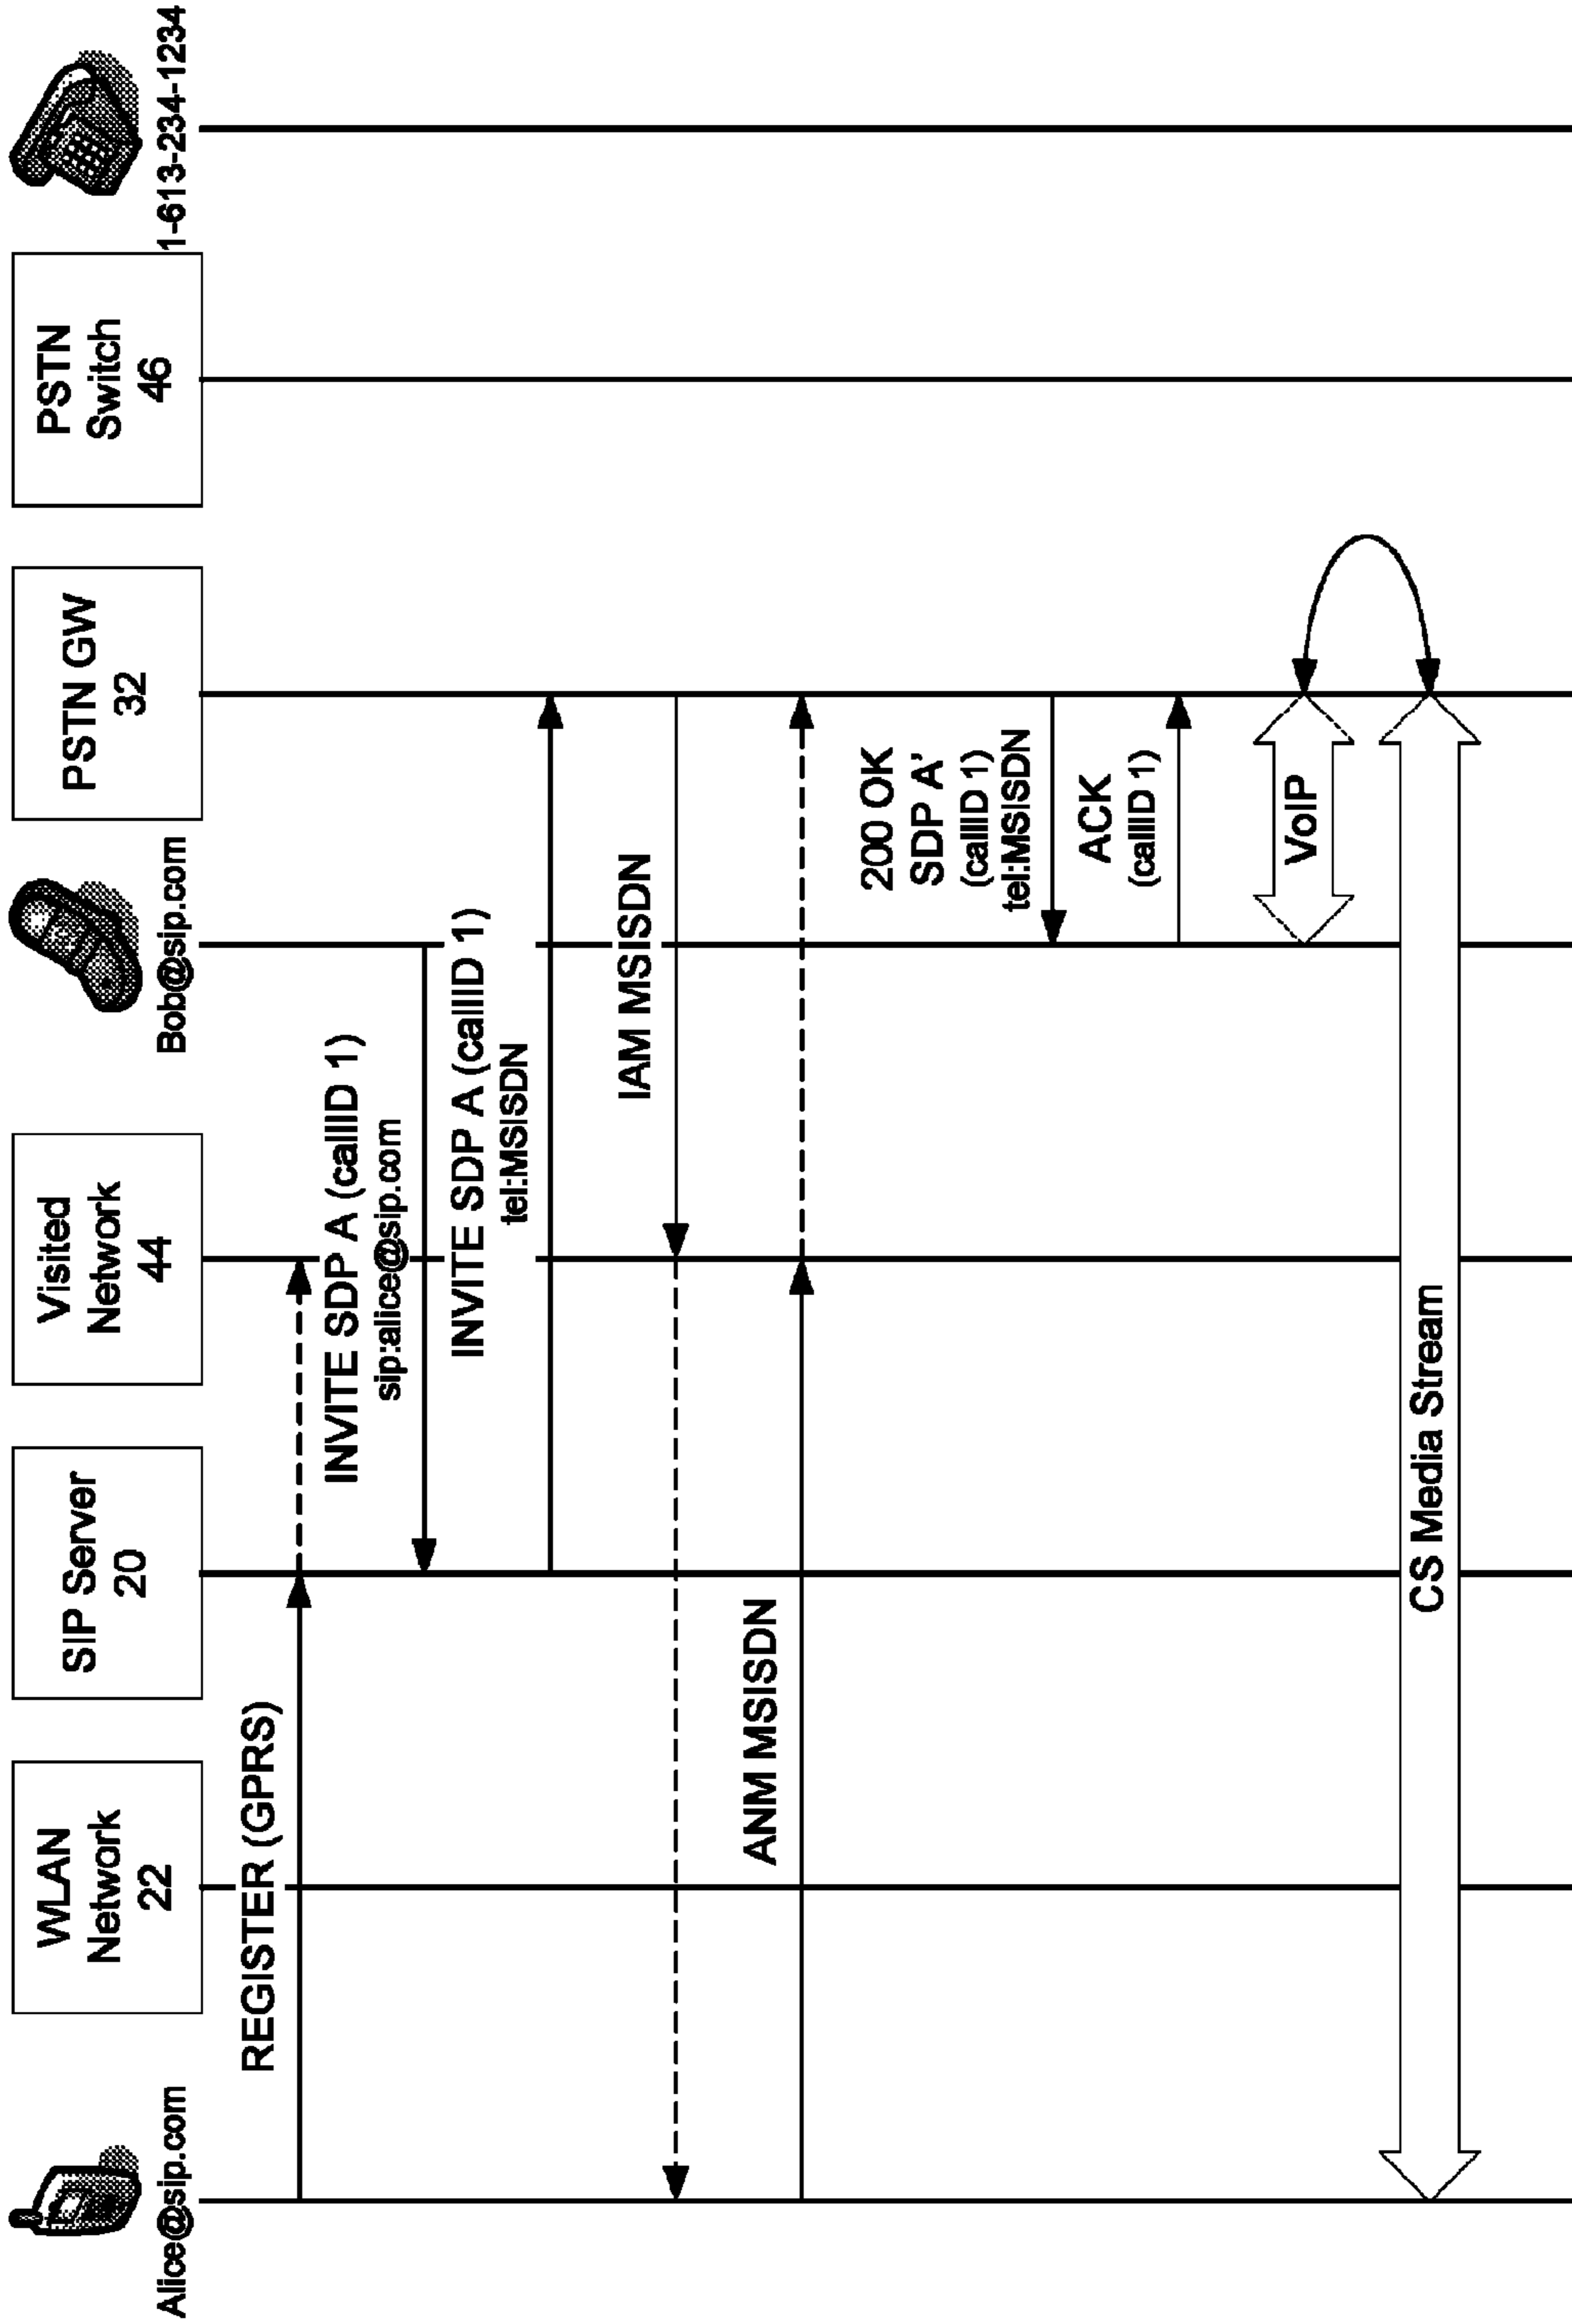 Alice@sip.com
WLAN
Network
22
SIP Server
20
Visited
Network
44
Bob@sip.com
PSTN GW
32
PSTN
Switch
46
1-613-234-1234
REGISTER (GPRS)
INVITE SDP A (callID 1)
sip:alice@sip.com
INVITE SDP A (callID 1)
tel:MSISDN
IAM MSISDN
ANM MSISDN
200 OK
SDP A'
(callID 1)
tel:MSISDN
ACK
(callID 1)
VoIP
CS Media Stream